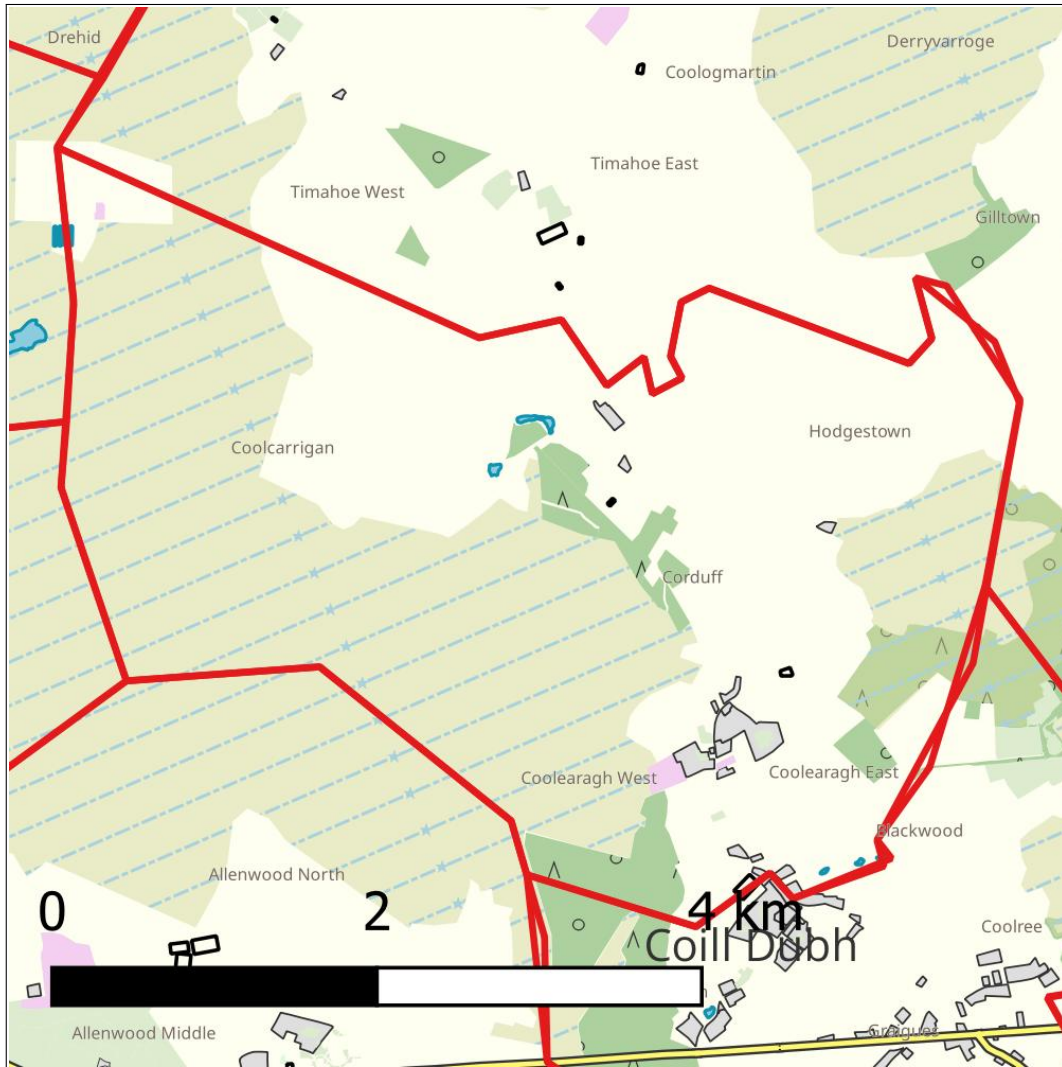 Drehid
Derryvarroge
Coologmartin
Timahoe East
Timahoe West
Gilltown
Hodgestown
Coolcarrigan
Corduff
Coolearagh West
Coolearagh East
Blackwood
Allenwood North
0 2 4 km
Coolree
Coill Dubh
Allenwood Middle
Graigues